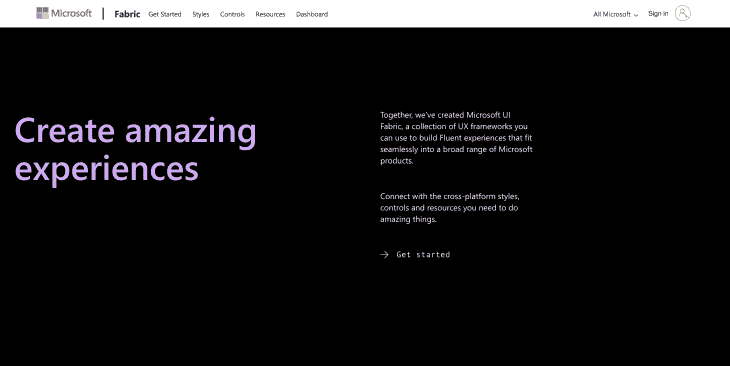 Microsoft Fabric Get Started Styles Controls Resources Dashboard All Microsoft Sign in
Create amazing
experiences
Together, we've created Microsoft UI
Fabric, a collection of UX frameworks you
can use to build Fluent experiences that fit
seamlessly into a broad range of Microsoft
products.
Connect with the cross-platform styles,
controls and resources you need to do
amazing things.
Get started